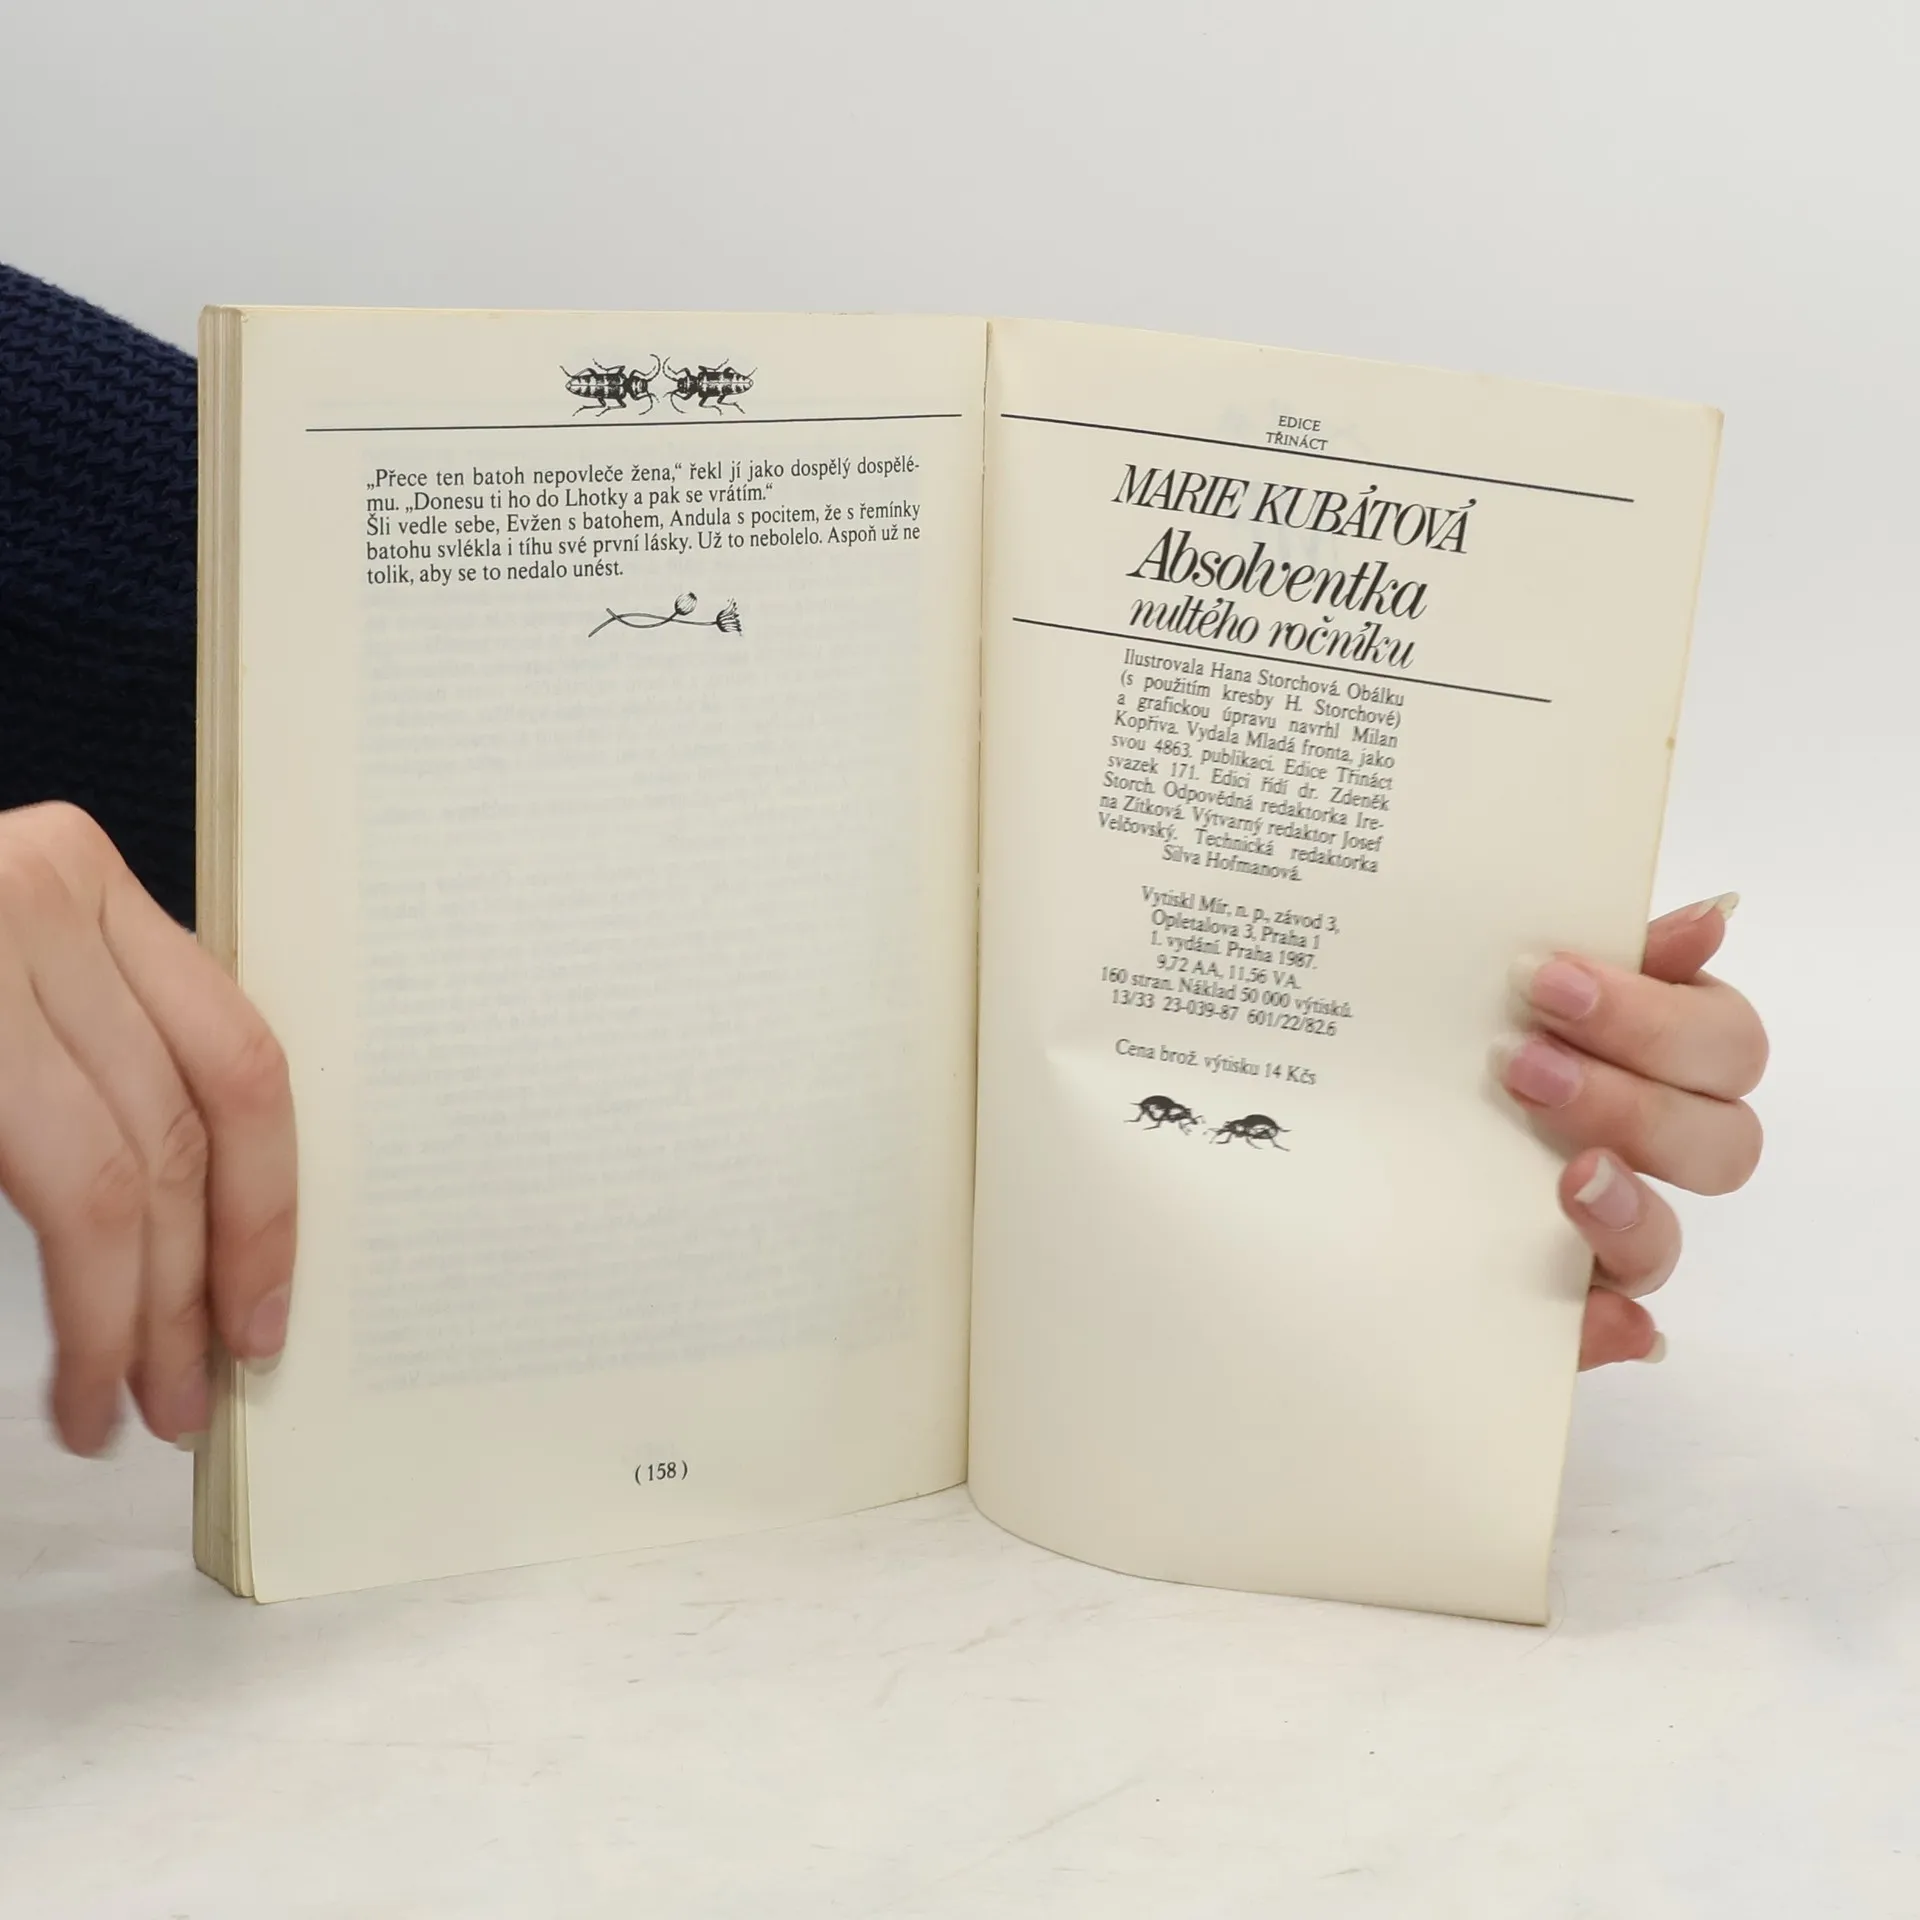 „Přece ten batoh nepovleče žena,“ řekl jí jako dospělý dospělé-
mu. „Donesu ti ho do Lhotky a pak se vrátím.“
Šli vedle sebe, Evžen s batohem, Andula s pocitem, že s řemínky
batohu svlékla i tíhu své první lásky. Už to nebolelo. Aspoň už ne
tolik, aby se to nedalo unést.
(158)
EDICE
TŘINÁCT
MARIE KUBÁTOVÁ
Absolventka
nultého ročníku
Ilustrovala Hana Storchová. Obálku
(s použitím kresby H. Storchové)
a grafickou úpravu navrhl Milan
Kopřiva. Vydala Mladá fronta, jako
svou 4863. publikaci. Edice Třináct
svazek 171. Edici řídí dr. Zdeněk
Storch. Odpovědná redaktorka Ire-
na Zítková. Výtvarný redaktor Josef
Velčovský. Technická redaktorka
Silva Hofmanová.
Vytiskl Mír, n. p., závod 3,
Opletalova 3, Praha 1
1. vydání. Praha 1987.
9,72 AA, 11,56 VA.
160 stran. Náklad 50 000 výtisků.
13/33 23-039-87 601/22/82.6
Cena brož. výtisku 14 Kčs